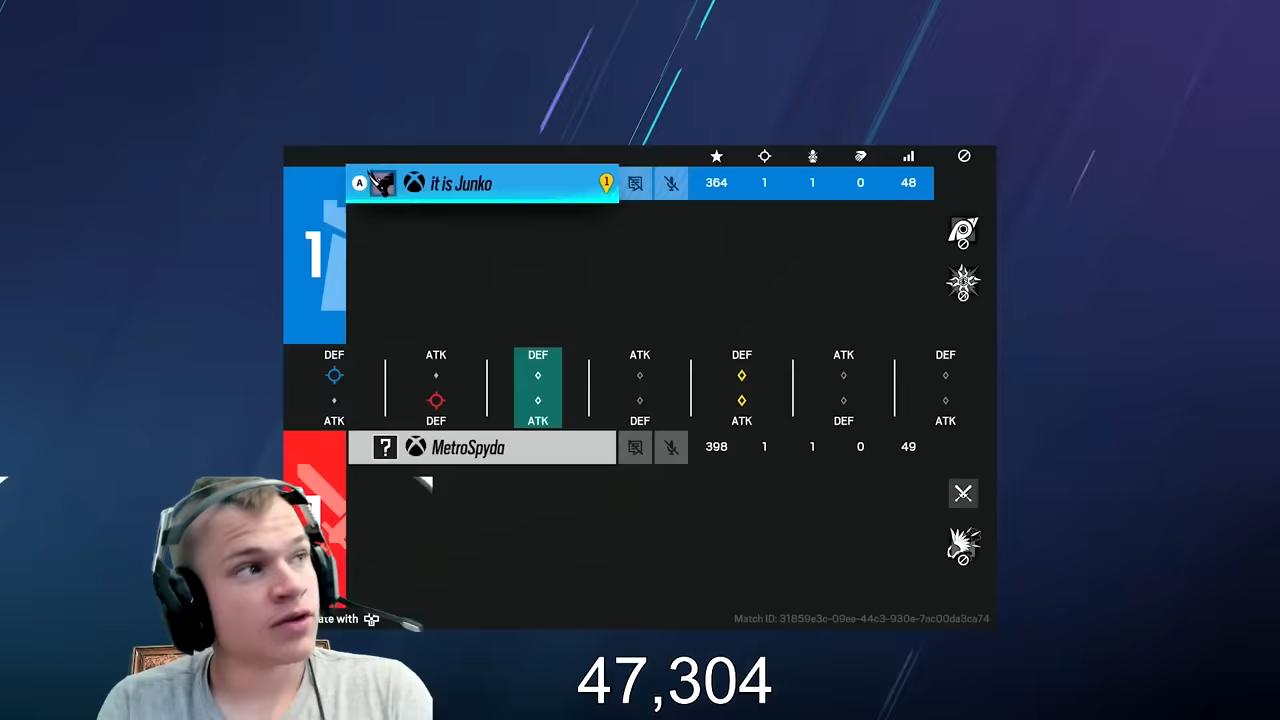 A it is Junko 1 364 1 1 0 48
1
DEF ATK DEF ATK DEF ATK DEF
ATK DEF ATK DEF ATK DEF ATK
? MetroSpyda 398 1 1 0 49
with
Match ID: 31859e3c-09ee-44c3-930e-7ac00da3ca74
47,304